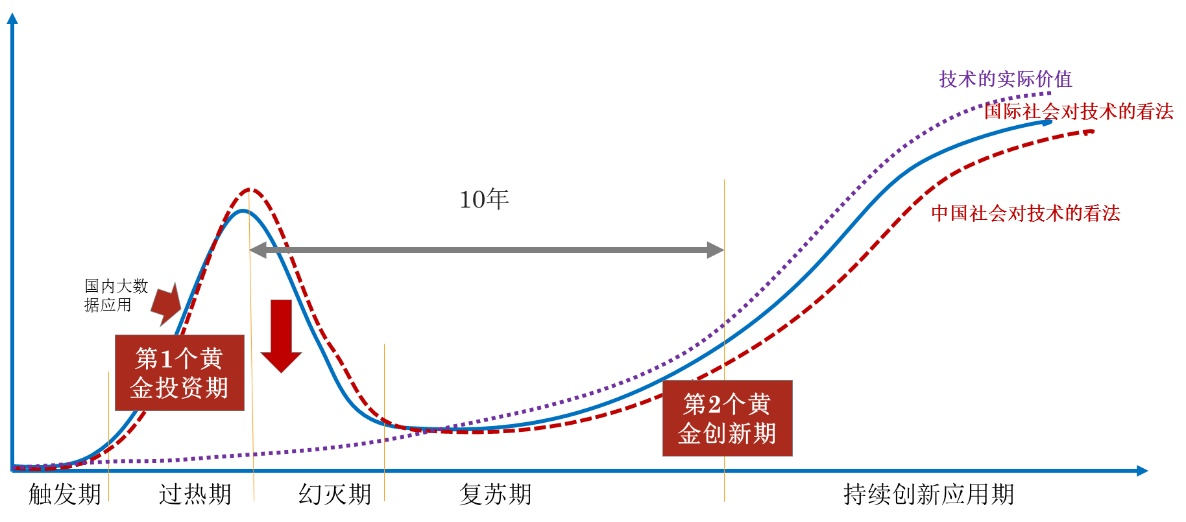 技术的实际价值
国际社会对技术的看法
10年
中国社会对技术的看法
国内大数
据应用
第1个黄
金投资期
第2个黄
金创新期
触发期
过热期
幻灭期
复苏期
持续创新应用期